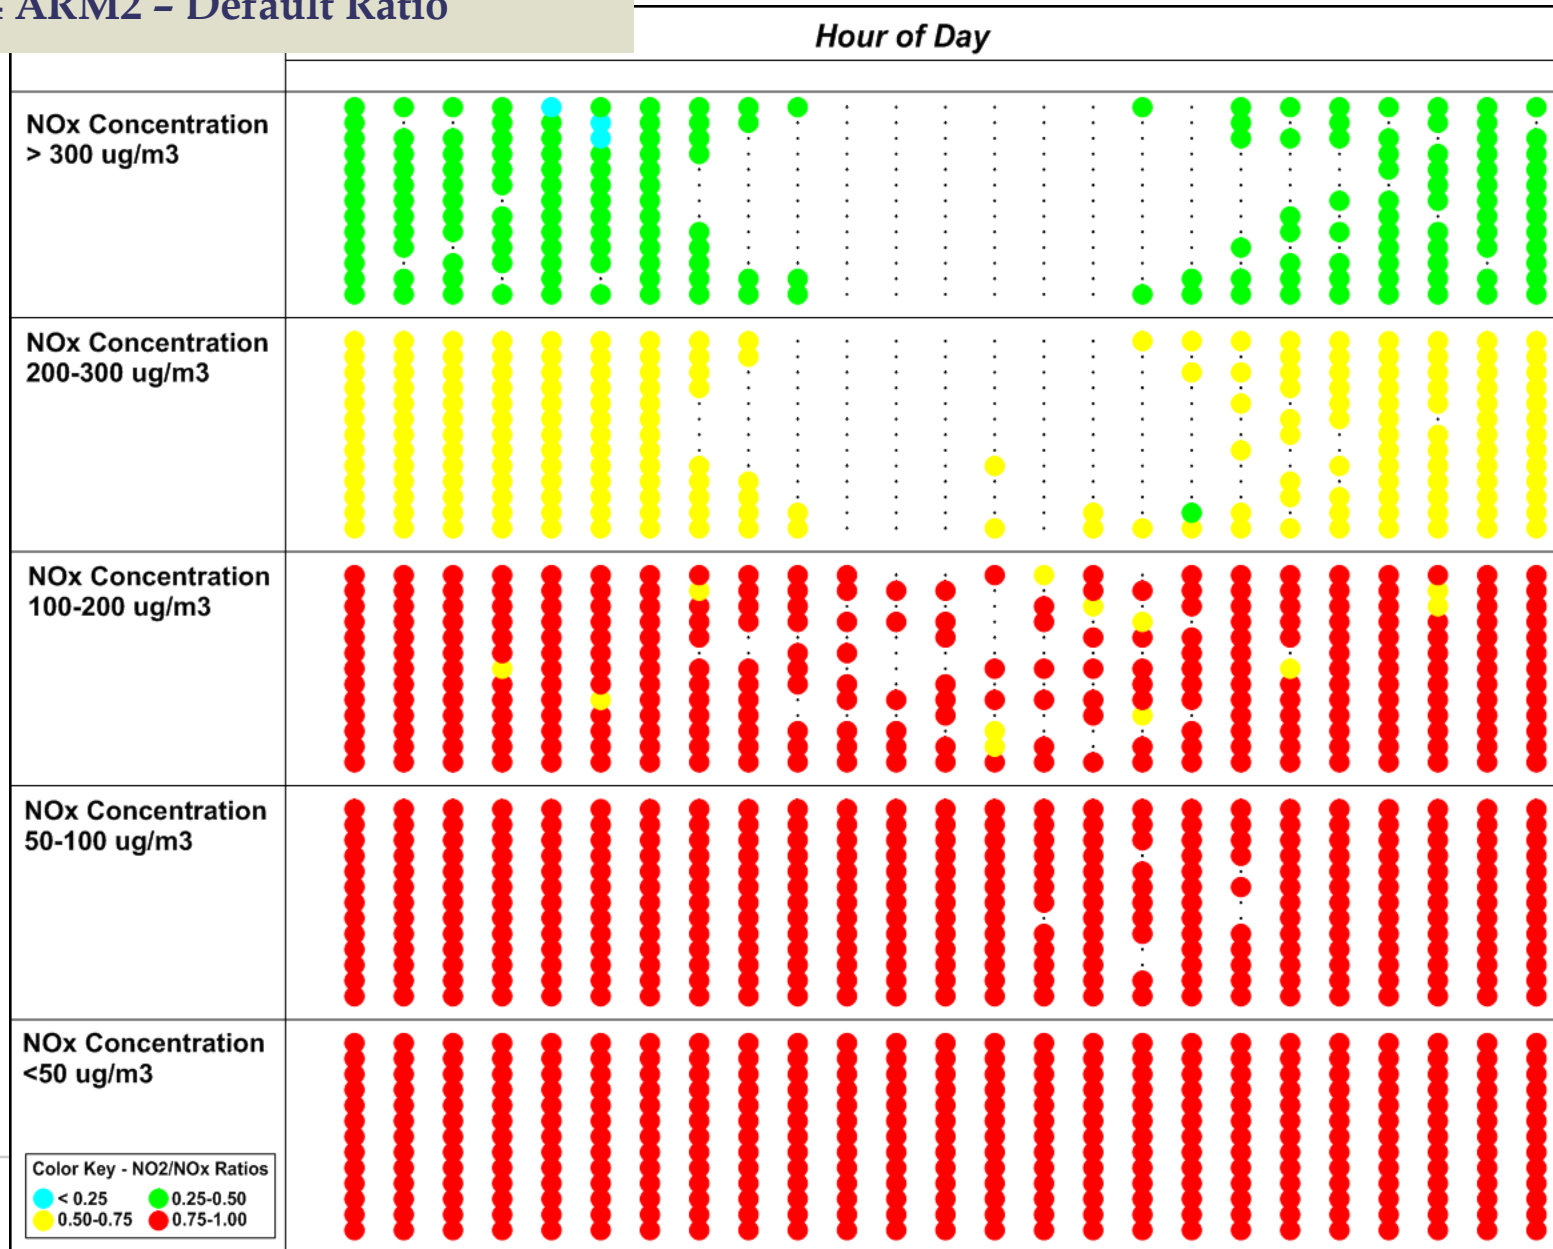 ARM2 – Default Ratio
Hour of Day
NOx Concentration
> 300 ug/m3
NOx Concentration
200-300 ug/m3
NOx Concentration
100-200 ug/m3
NOx Concentration
50-100 ug/m3
NOx Concentration
<50 ug/m3
Color Key - NO2/NOx Ratios
< 0.25 0.25-0.50
0.50-0.75 0.75-1.00